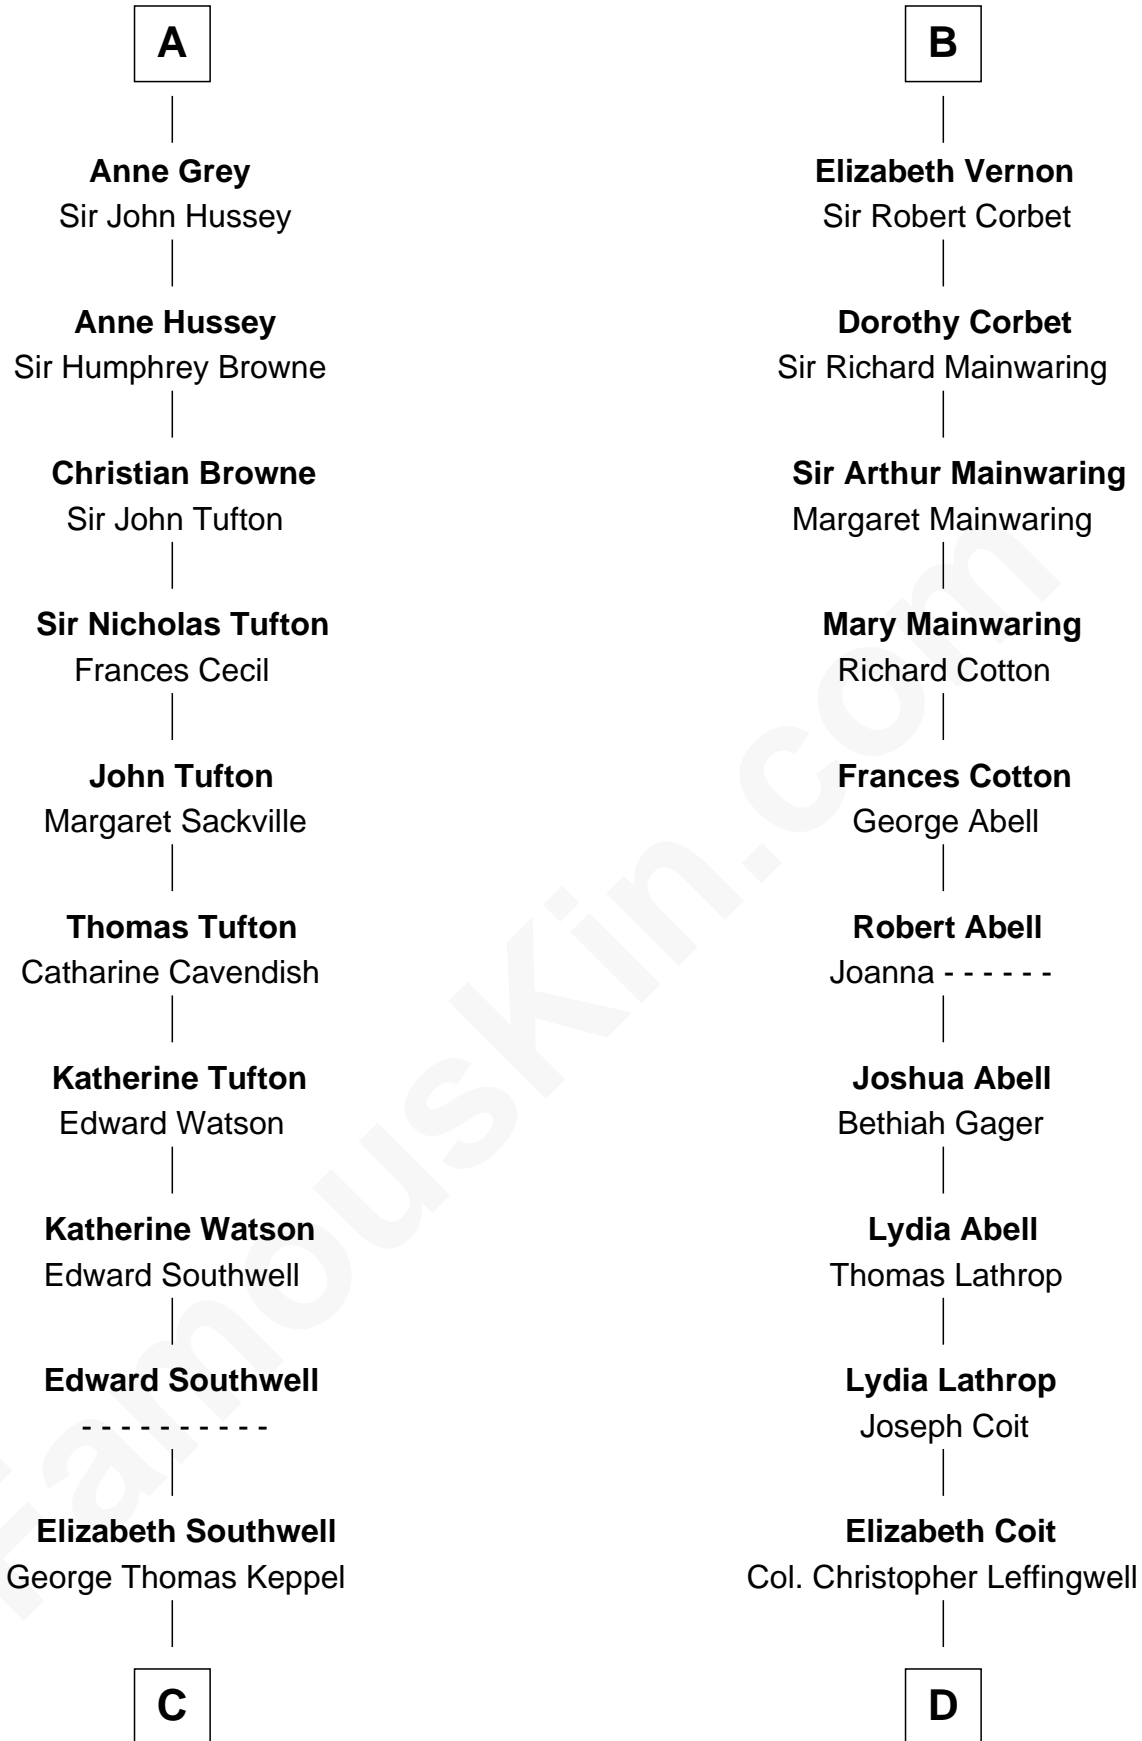 A
Anne Grey
Sir John Hussey
Anne Hussey
Sir Humphrey Browne
Christian Browne
Sir John Tufton
Sir Nicholas Tufton
Frances Cecil
John Tufton
Margaret Sackville
Thomas Tufton
Catharine Cavendish
Katherine Tufton
Edward Watson
Katherine Watson
Edward Southwell
Edward Southwell
- - - - - - - - - -
Elizabeth Southwell
George Thomas Keppel
C
B
Elizabeth Vernon
Sir Robert Corbet
Dorothy Corbet
Sir Richard Mainwaring
Sir Arthur Mainwaring
Margaret Mainwaring
Mary Mainwaring
Richard Cotton
Frances Cotton
George Abell
Robert Abell
Joanna - - - - - -
Joshua Abell
Bethiah Gager
Lydia Abell
Thomas Lathrop
Lydia Lathrop
Joseph Coit
Elizabeth Coit
Col. Christopher Leffingwell
D
FamousKin.com